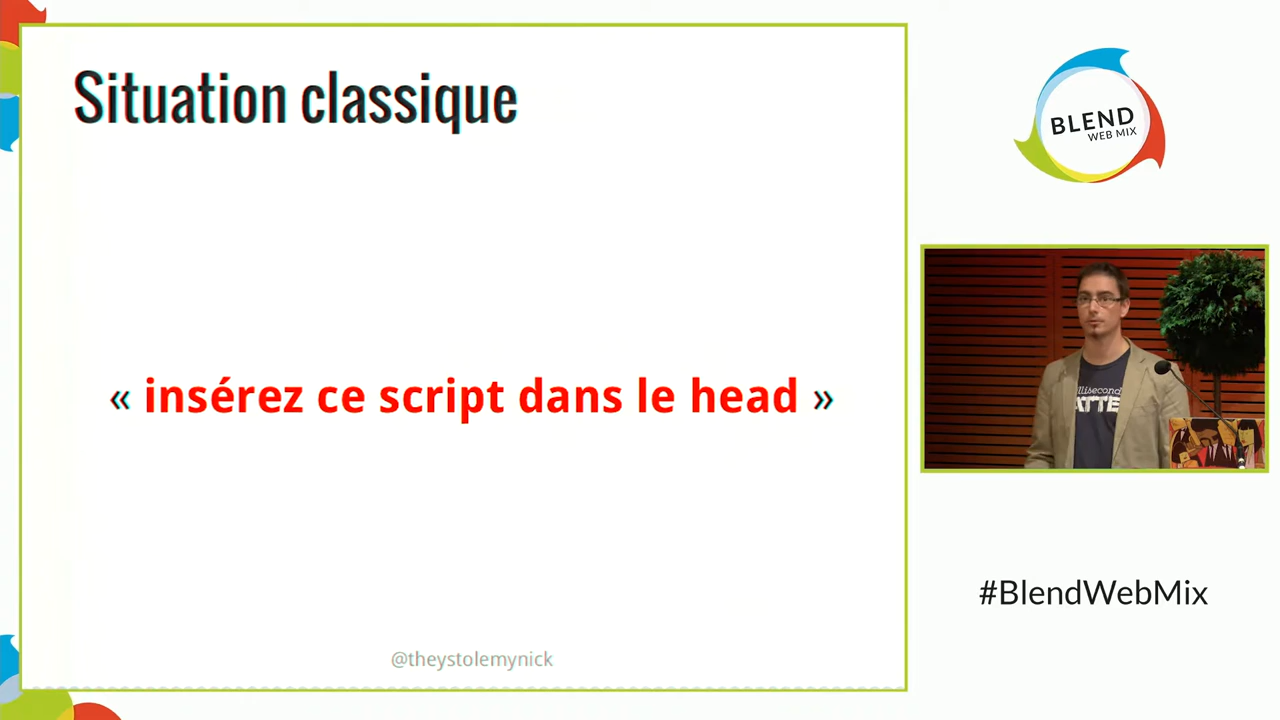 Situation classique
« insérez ce script dans le head »
@theystolemynick
BLEND
WEB MIX
#BlendWebMix